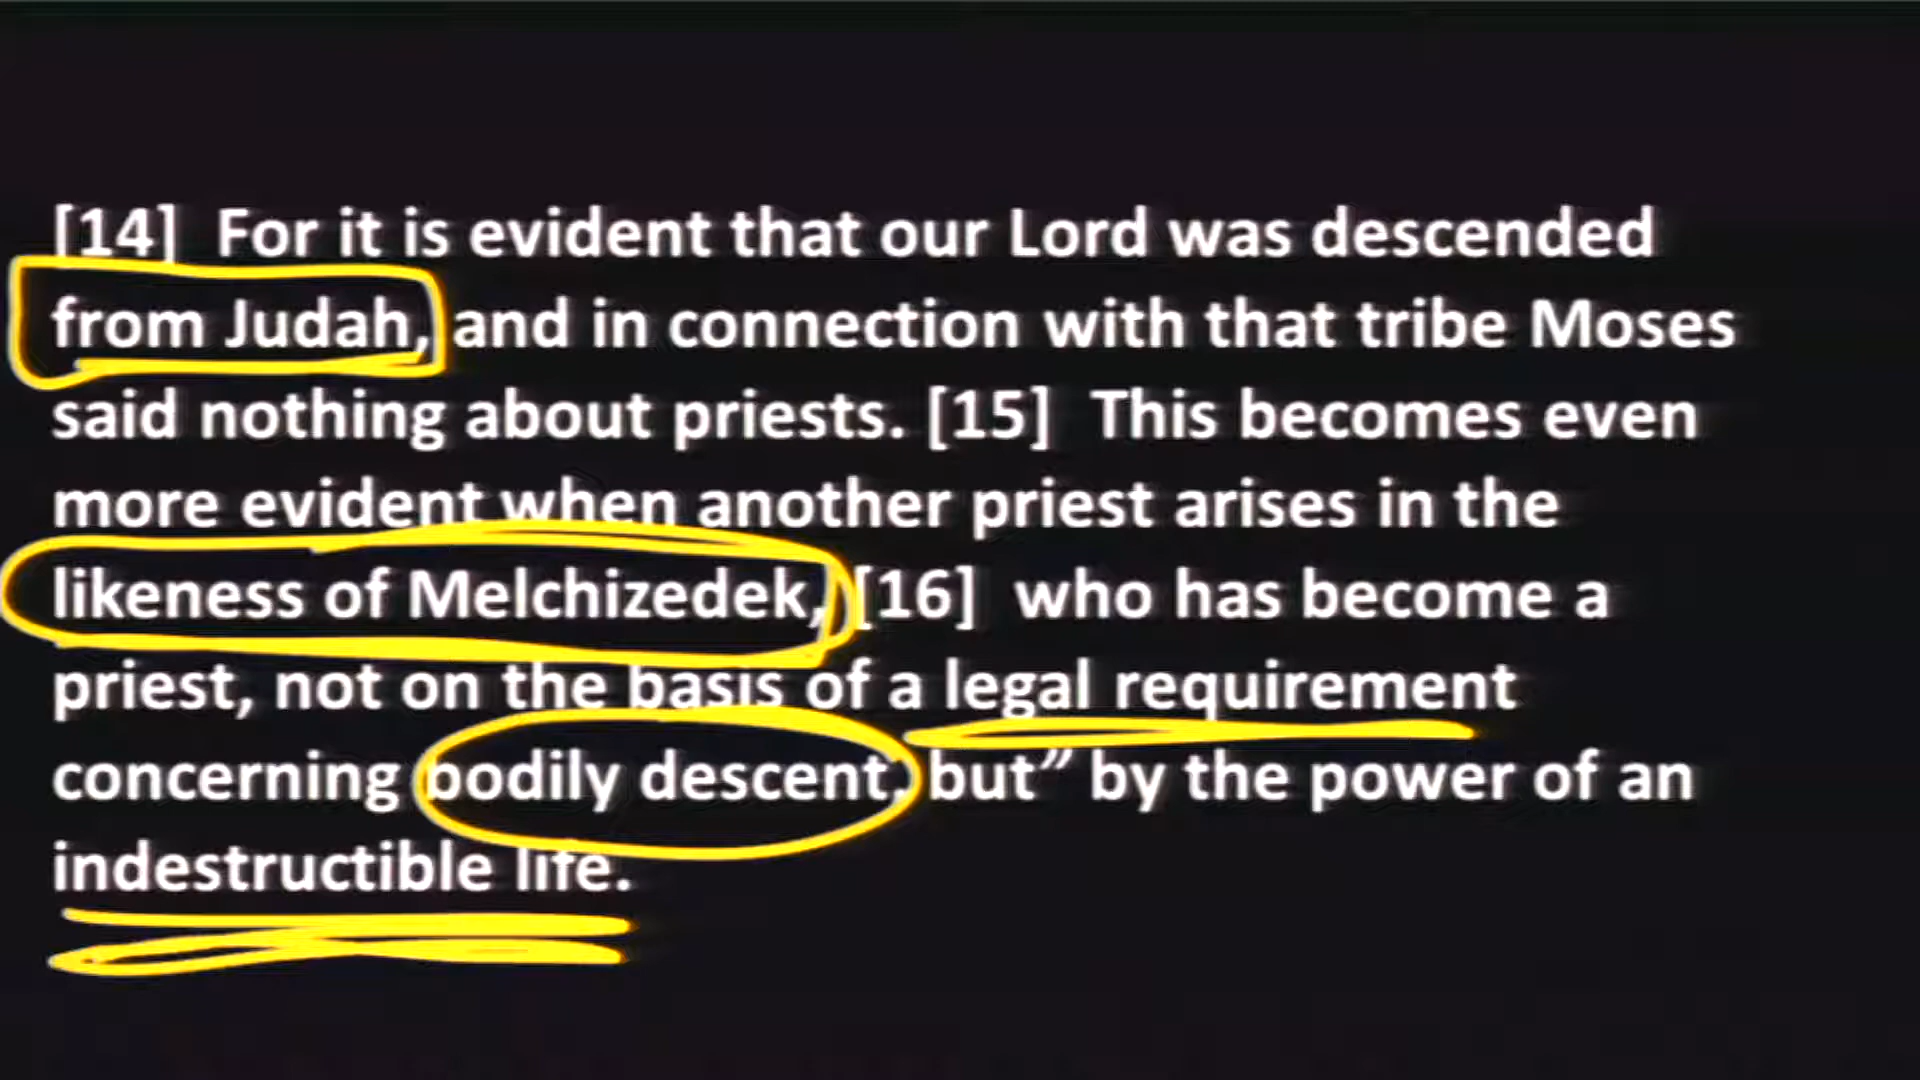 [14] For it is evident that our Lord was descended
from Judah, and in connection with that tribe Moses
said nothing about priests. [15] This becomes even
more evident when another priest arises in the
likeness of Melchizedek, [16] who has become a
priest, not on the basis of a legal requirement
concerning bodily descent, but” by the power of an
indestructible life.